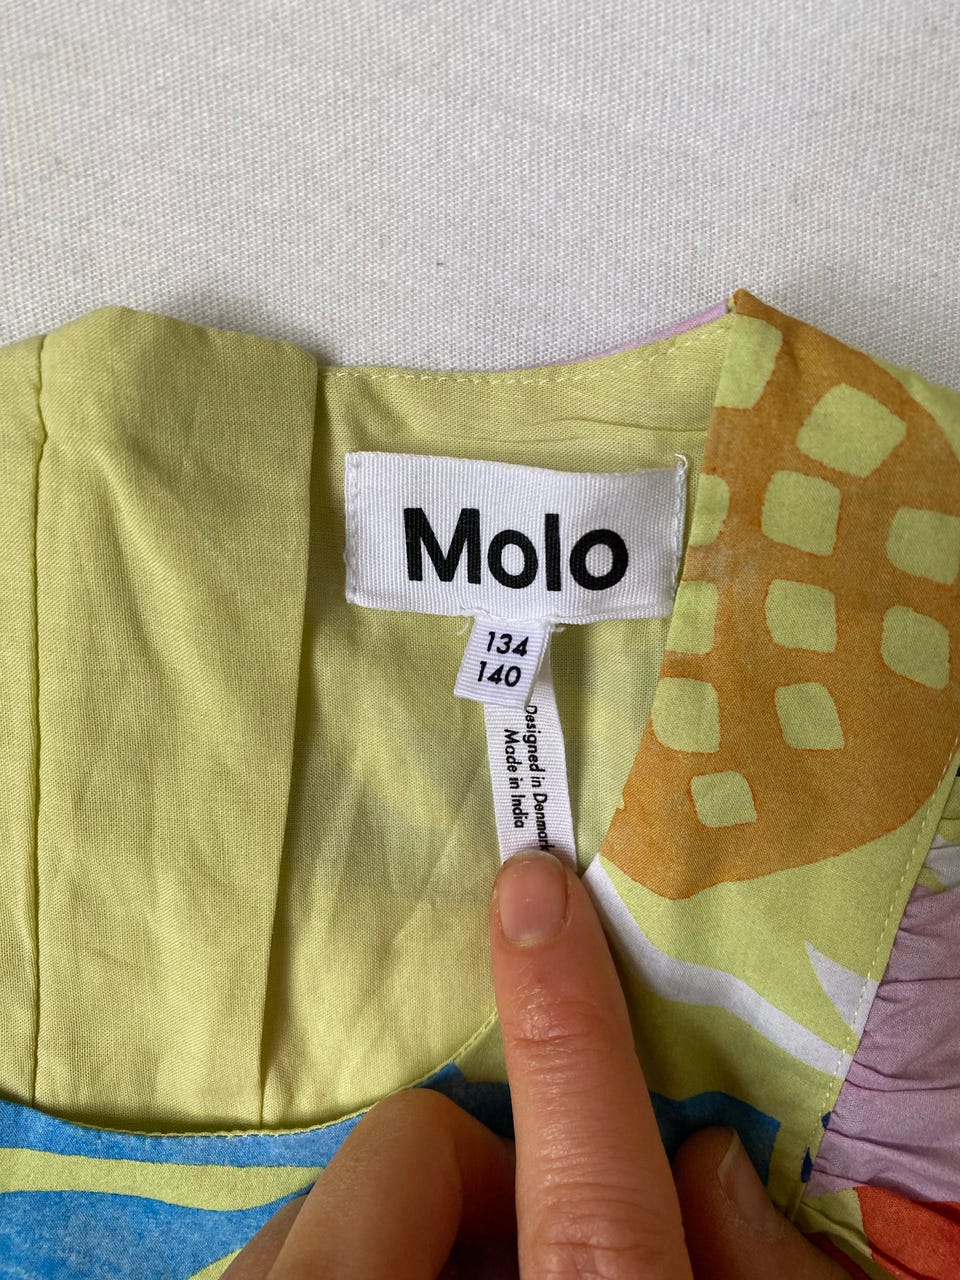 Molo
134
140
Designed in Denmark
Made in India